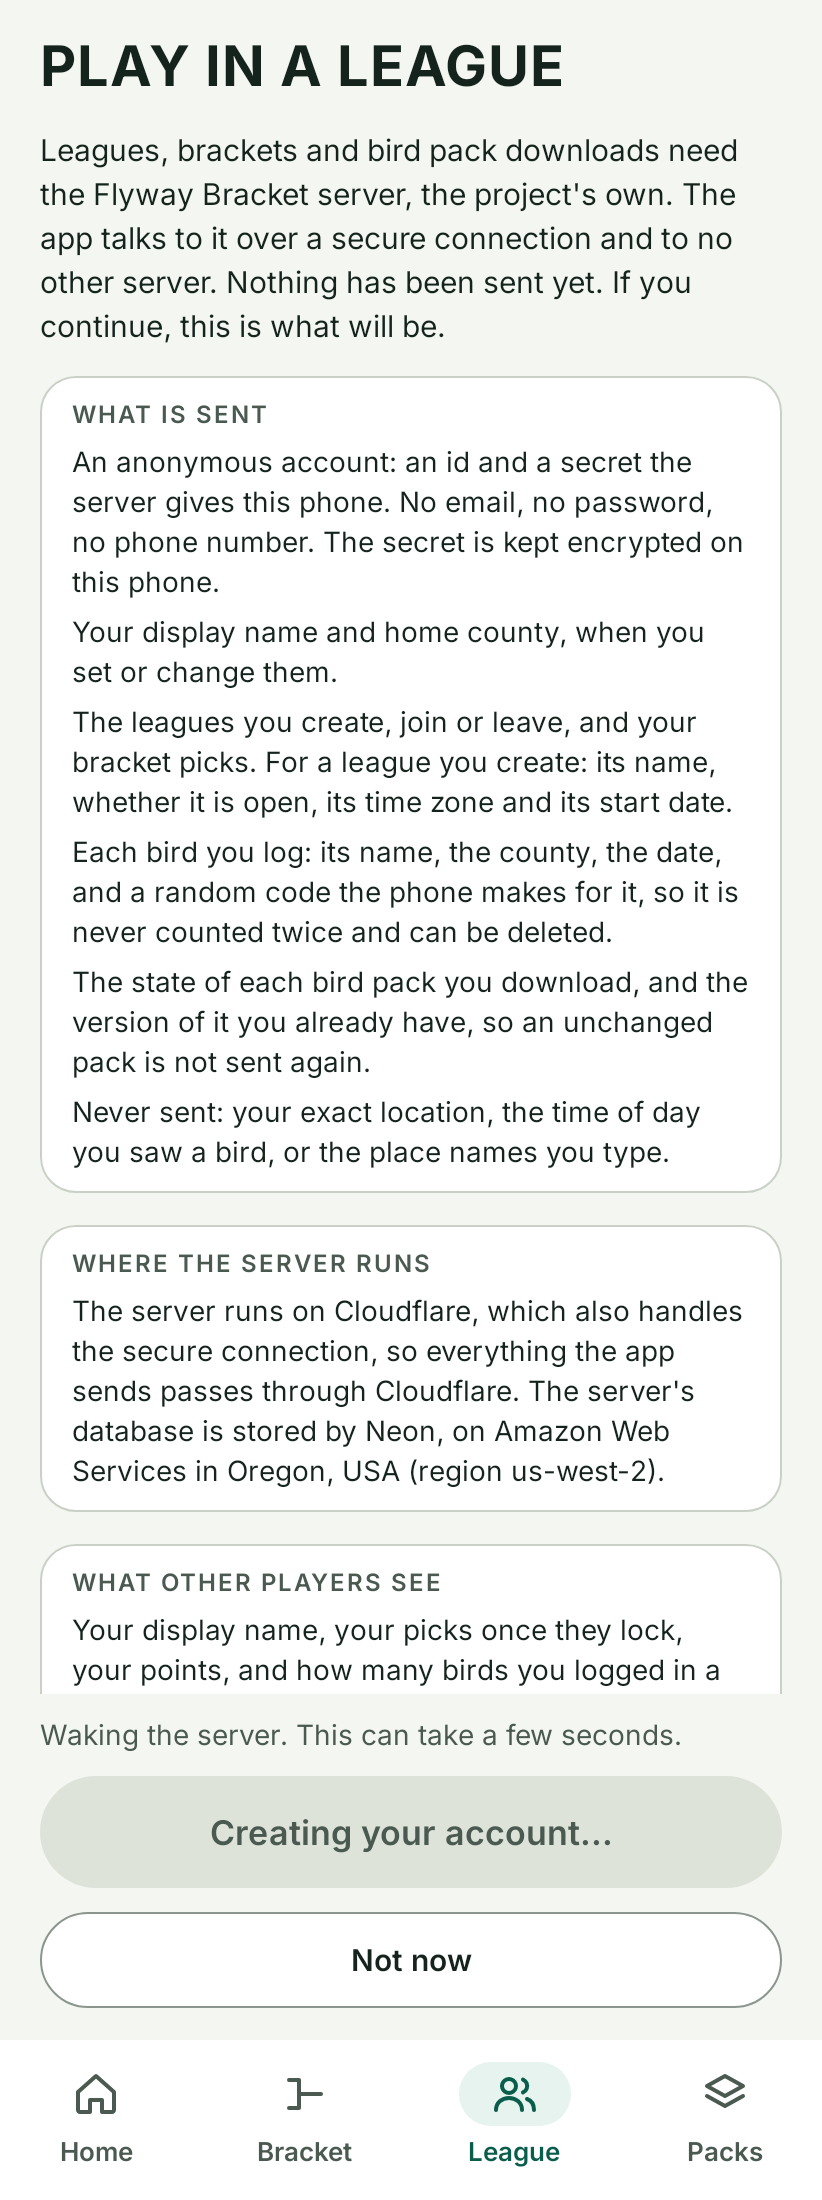 PLAY IN A LEAGUE
Leagues, brackets and bird pack downloads need
the Flyway Bracket server, the project's own. The
app talks to it over a secure connection and to no
other server. Nothing has been sent yet. If you
continue, this is what will be.
WHAT IS SENT
An anonymous account: an id and a secret the
server gives this phone. No email, no password,
no phone number. The secret is kept encrypted on
this phone.
Your display name and home county, when you
set or change them.
The leagues you create, join or leave, and your
bracket picks. For a league you create: its name,
whether it is open, its time zone and its start date.
Each bird you log: its name, the county, the date,
and a random code the phone makes for it, so it is
never counted twice and can be deleted.
The state of each bird pack you download, and the
version of it you already have, so an unchanged
pack is not sent again.
Never sent: your exact location, the time of day
you saw a bird, or the place names you type.
WHERE THE SERVER RUNS
The server runs on Cloudflare, which also handles
the secure connection, so everything the app
sends passes through Cloudflare. The server's
database is stored by Neon, on Amazon Web
Services in Oregon, USA (region us-west-2).
WHAT OTHER PLAYERS SEE
Your display name, your picks once they lock,
your points, and how many birds you logged in a
Waking the server. This can take a few seconds.
Creating your account...
Not now
Home
Bracket
League
Packs